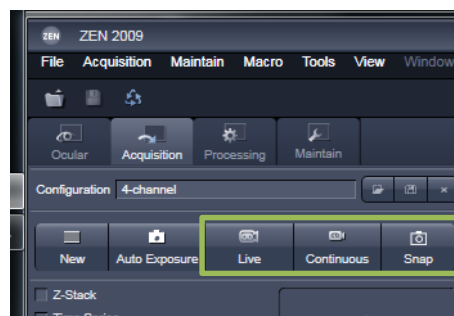 ZEN ZEN 2009
File Acquisition Maintain Macro Tools View Window
Ocular Acquisition Processing Maintain
Configuration 4-channel
New Auto Exposure Live Continuous Snap
Z-Stack